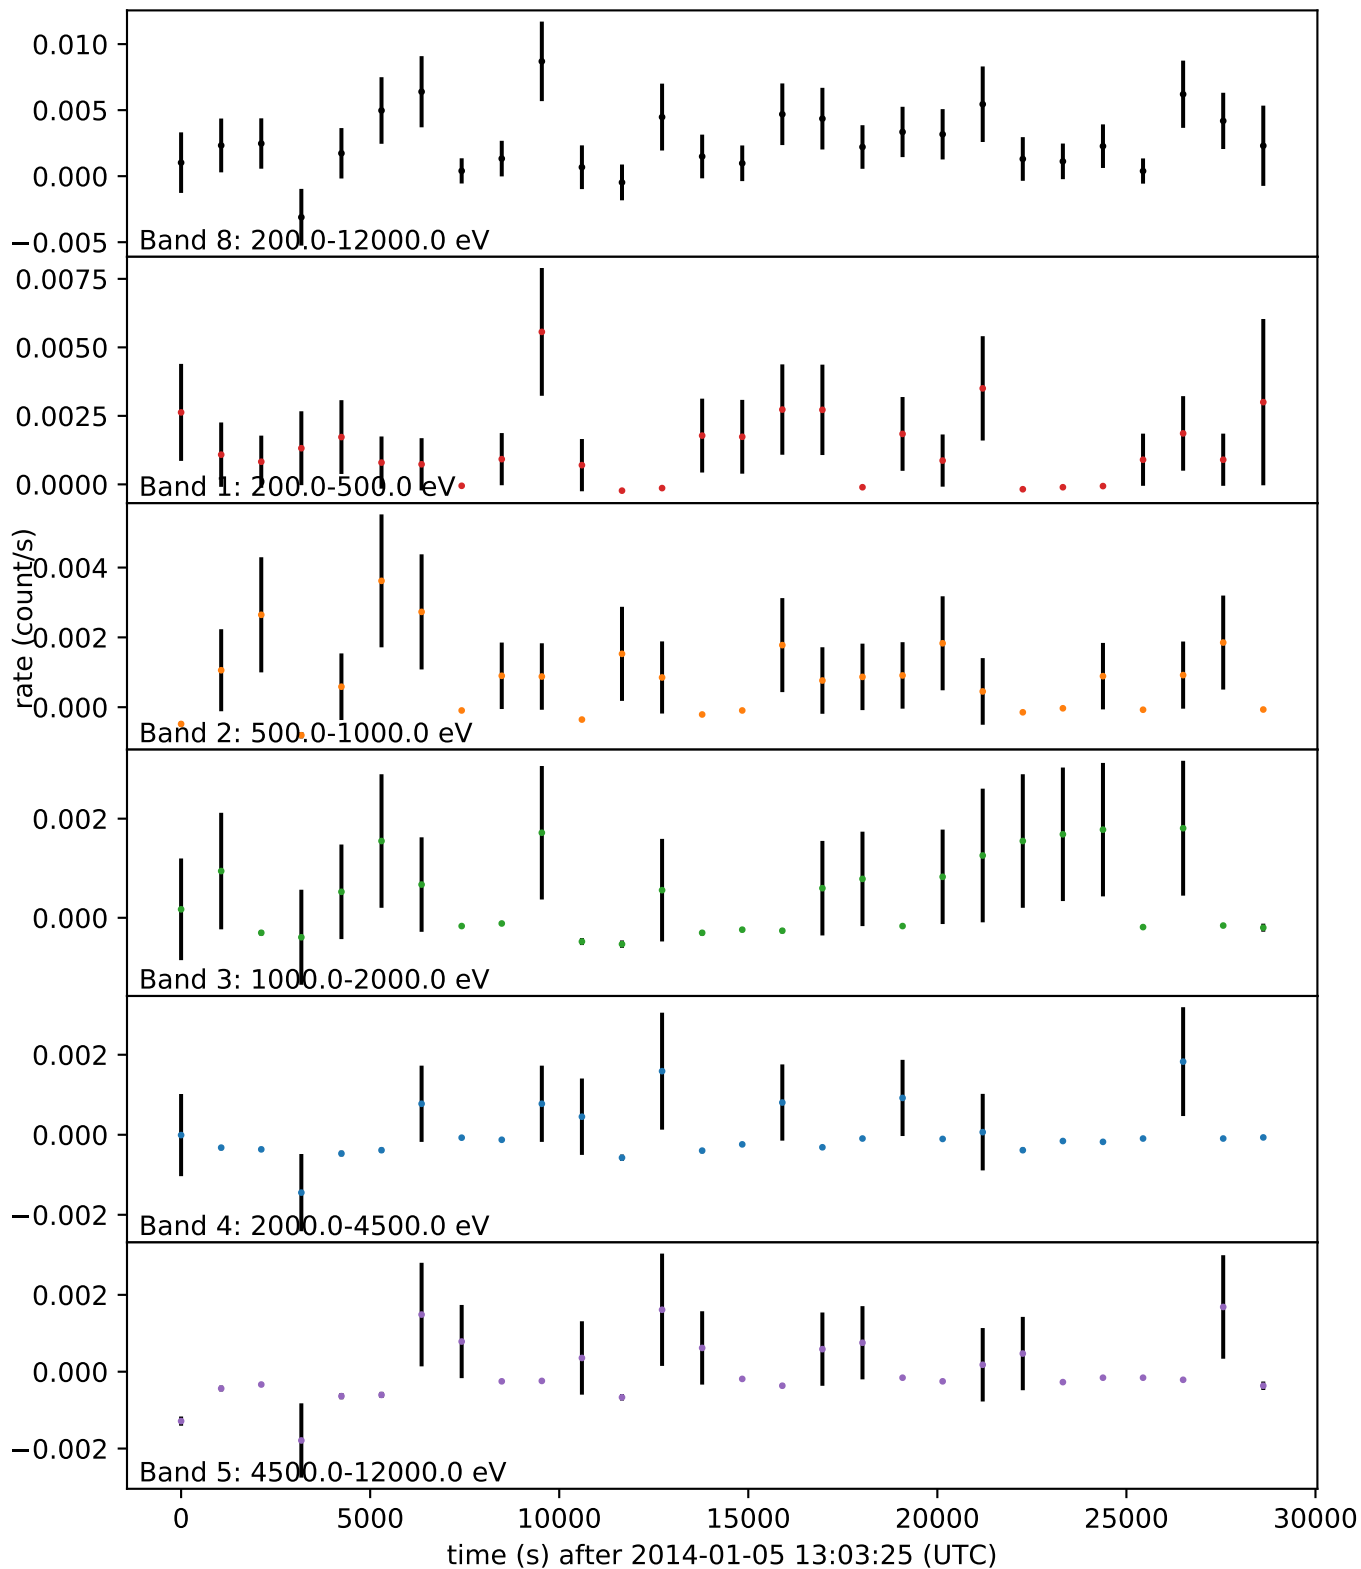 0.010
0.005
0.000
−0.005
Band 8: 200.0-12000.0 eV
0.0075
0.0050
0.0025
0.0000
Band 1: 200.0-500.0 eV
rate (count/s)
0.004
0.002
0.000
Band 2: 500.0-1000.0 eV
0.002
0.000
Band 3: 1000.0-2000.0 eV
0.002
0.000
−0.002
Band 4: 2000.0-4500.0 eV
0.002
0.000
−0.002
Band 5: 4500.0-12000.0 eV
0 5000 10000 15000 20000 25000 30000
time (s) after 2014-01-05 13:03:25 (UTC)